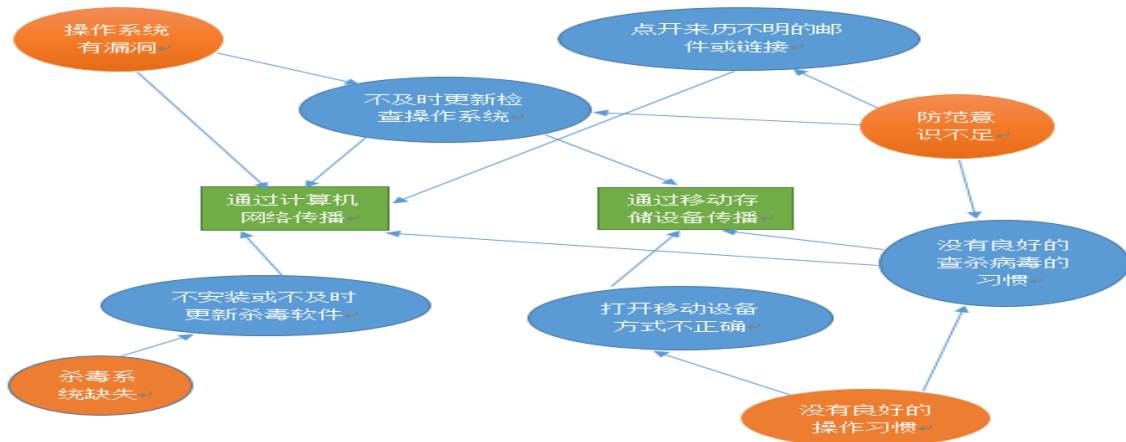 操作系统
有漏洞↵
点开来历不明的邮
件或链接↵
不及时更新检
查操作系统↵
防范意
识不足↵
通过计算机
网络传播↵
通过移动存
储设备传播↵
没有良好的
查杀病毒的
习惯↵
不安装或不及时
更新杀毒软件↵
打开移动设备
方式不正确↵
杀毒系
统缺失↵
没有良好的
操作习惯↵